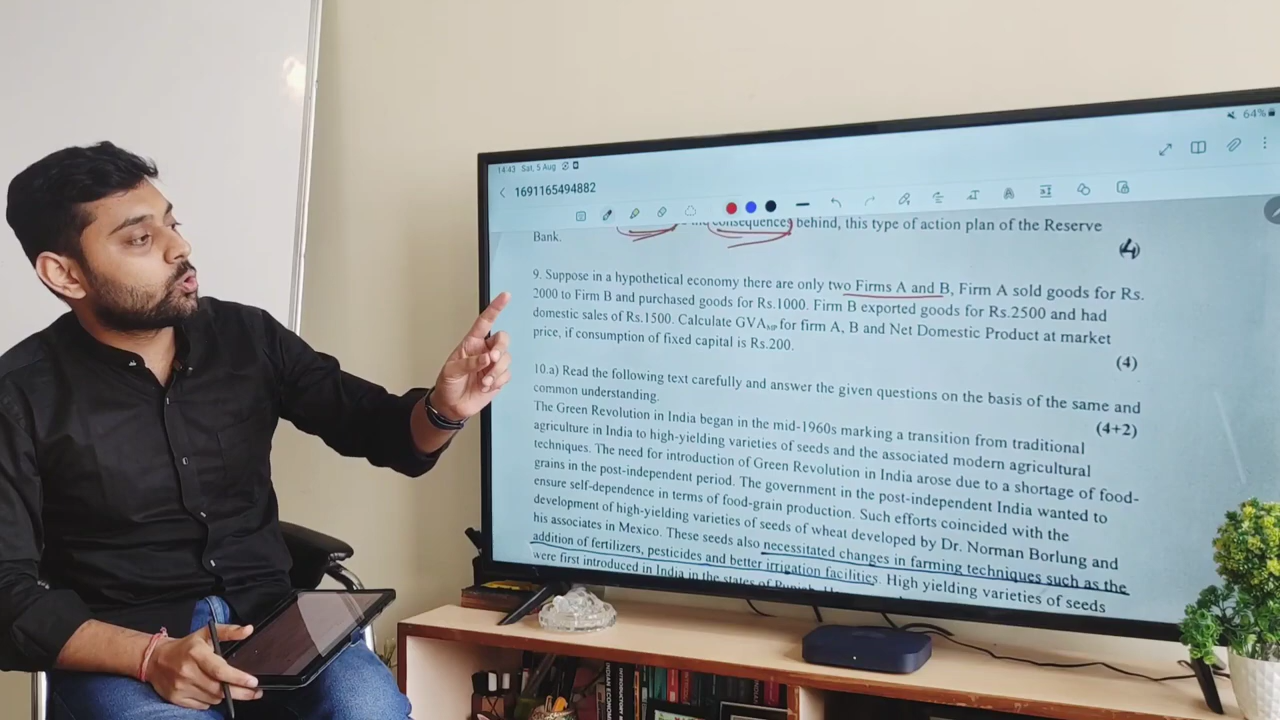 14:43 Sat, 5 Aug
64%
1691165494882
consequences behind, this type of action plan of the Reserve
Bank.
(4)
9. Suppose in a hypothetical economy there are only two Firms A and B, Firm A sold goods for Rs.
2000 to Firm B and purchased goods for Rs.1000. Firm B exported goods for Rs.2500 and had
domestic sales of Rs.1500. Calculate GVAMP for firm A, B and Net Domestic Product at market
price, if consumption of fixed capital is Rs.200.
(4)
10.a) Read the following text carefully and answer the given questions on the basis of the same and
common understanding.
(4+2)
The Green Revolution in India began in the mid-1960s marking a transition from traditional
agriculture in India to high-yielding varieties of seeds and the associated modern agricultural
techniques. The need for introduction of Green Revolution in India arose due to a shortage of food-
grains in the post-independent period. The government in the post-independent India wanted to
ensure self-dependence in terms of food-grain production. Such efforts coincided with the
development of high-yielding varieties of seeds of wheat developed by Dr. Norman Borlung and
his associates in Mexico. These seeds also necessitated changes in farming techniques such as the
addition of fertilizers, pesticides and better irrigation facilities. High yielding varieties of seeds
were first introduced in India in the states of Punjab